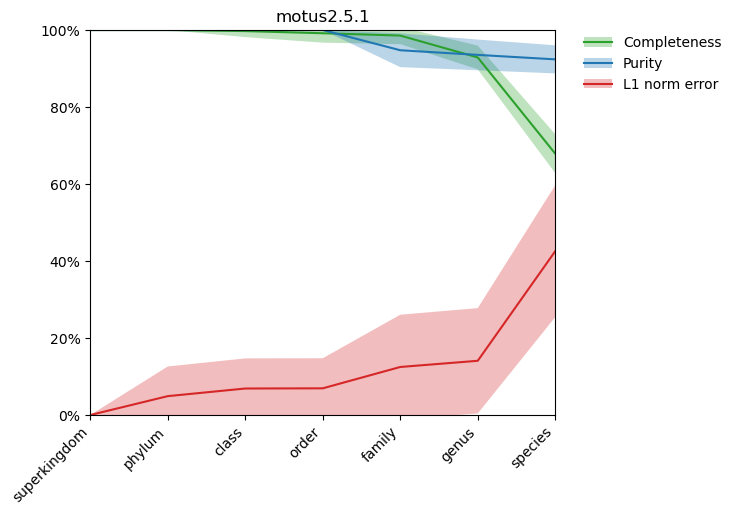 motus2.5.1
100%
80%
60%
40%
20%
0%
superkingdom
phylum
class
order
family
genus
species
Completeness
Purity
L1 norm error